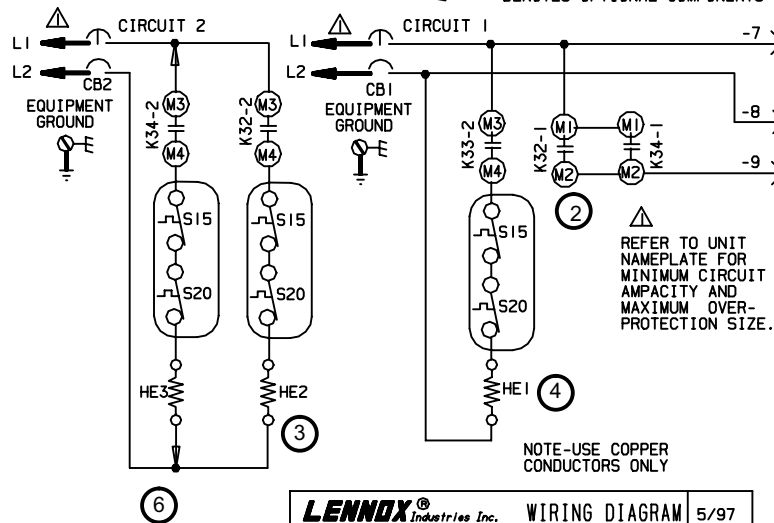 DENOTES OPTIONAL COMPONENTS
CIRCUIT 2
L1
L2
CB2
EQUIPMENT
GROUND
K34-2
M3
M4
K32-2
M3
M4
S15
S20
S15
S20
HE3
HE2
3
6
CIRCUIT 1
L1
L2
CB1
EQUIPMENT
GROUND
K33-2
M3
M4
S15
S20
HE1
4
K32-1
M1
M2
M1
M2
K34-1
2
-7
-8
-9
1
REFER TO UNIT
NAMEPLATE FOR
MINIMUM CIRCUIT
AMPACITY AND
MAXIMUM OVER-
PROTECTION SIZE.
NOTE-USE COPPER
CONDUCTORS ONLY
LENNOX® Industries Inc. WIRING DIAGRAM 5/97